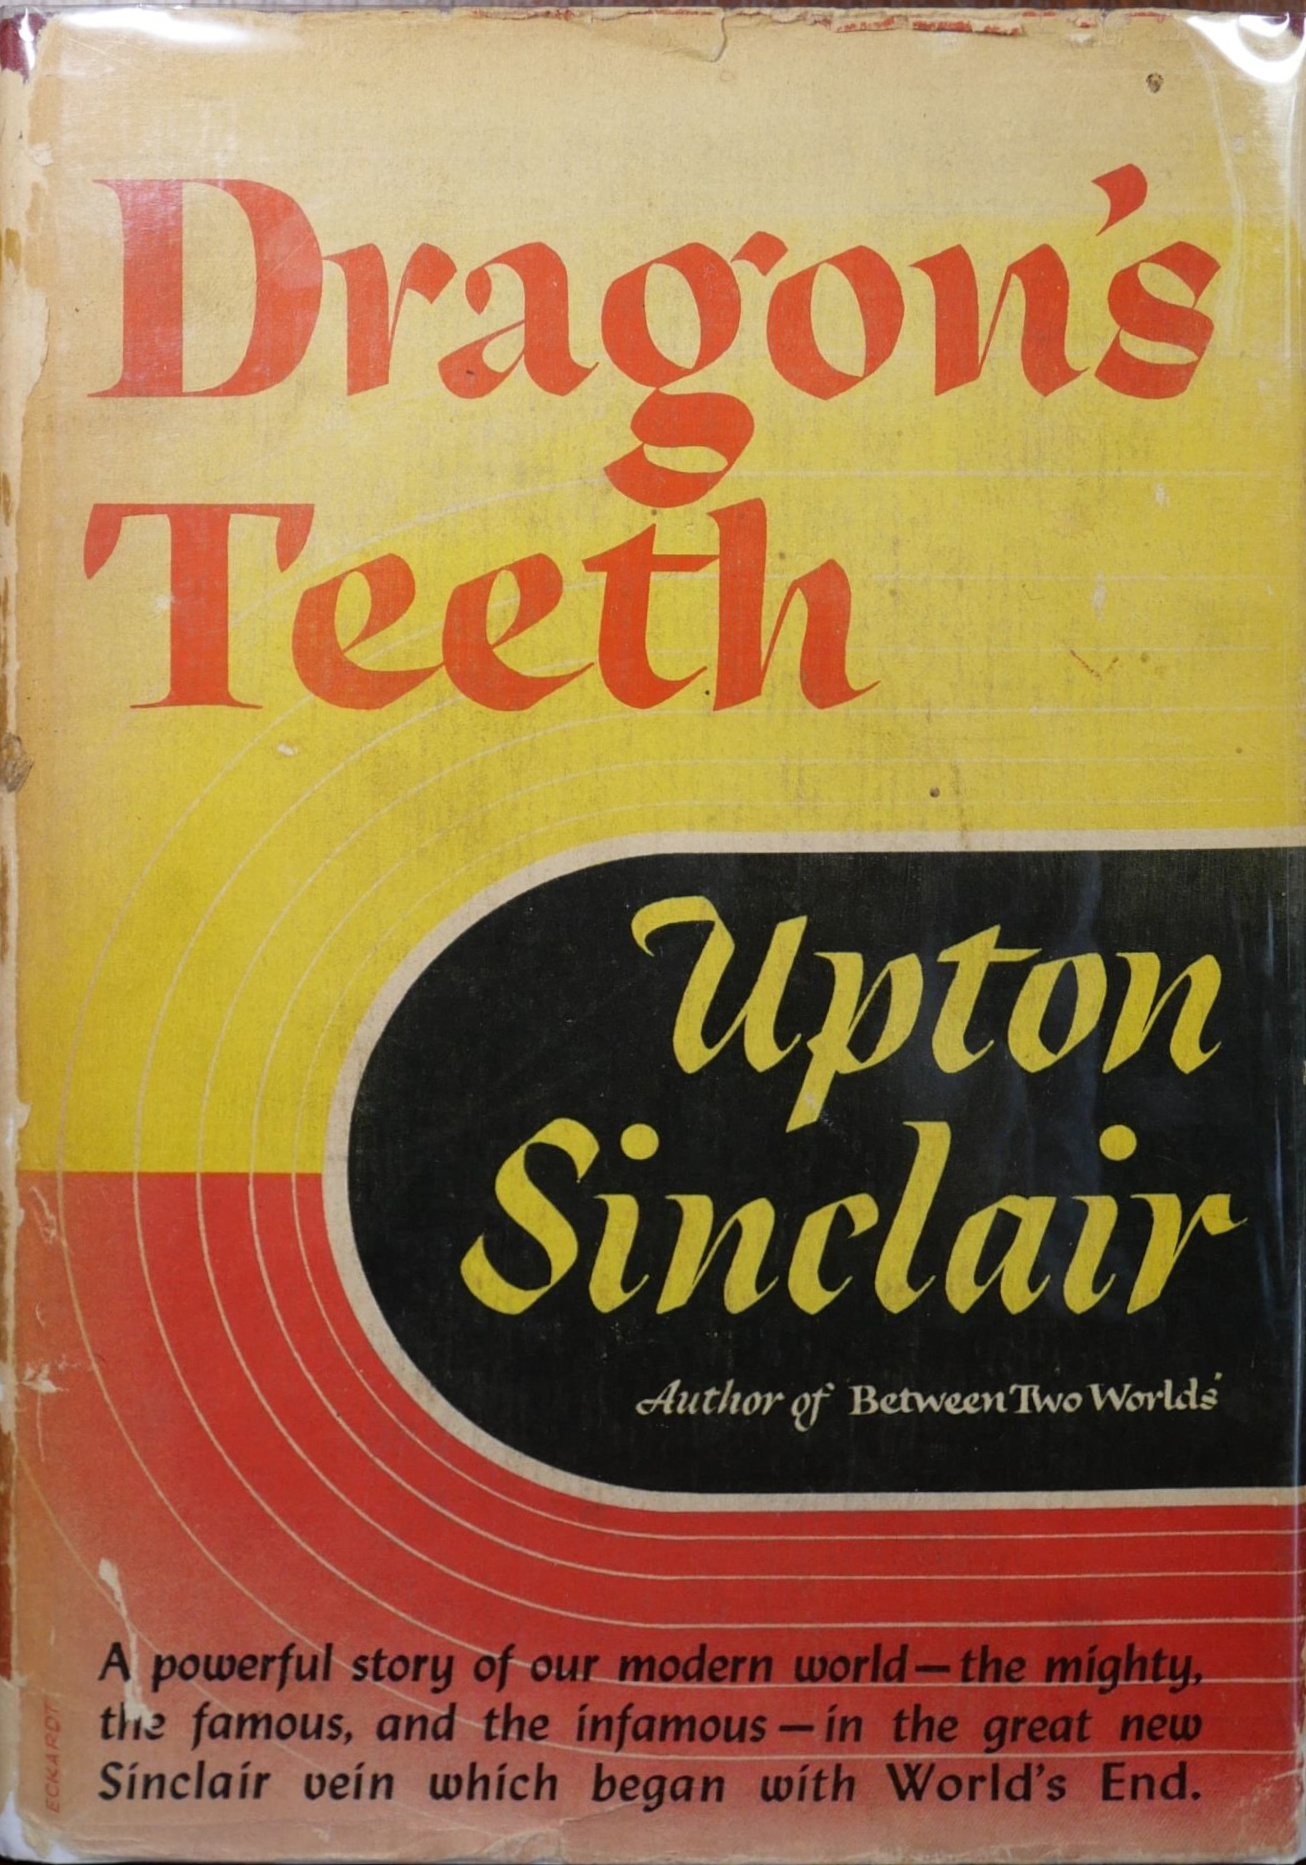 Dragon's
Teeth
Upton
Sinclair
Author of Between Two Worlds'
A powerful story of our modern world—the mighty,
the famous, and the infamous—in the great new
Sinclair vein which began with World's End.
ECKARDT